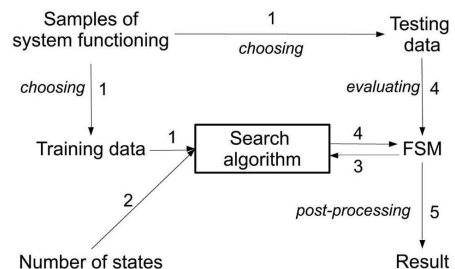 Samples of
system functioning
1
choosing
Testing
data
choosing
1
evaluating
4
Training data
1
Search
algorithm
4
3
FSM
2
post-processing
5
Number of states
Result